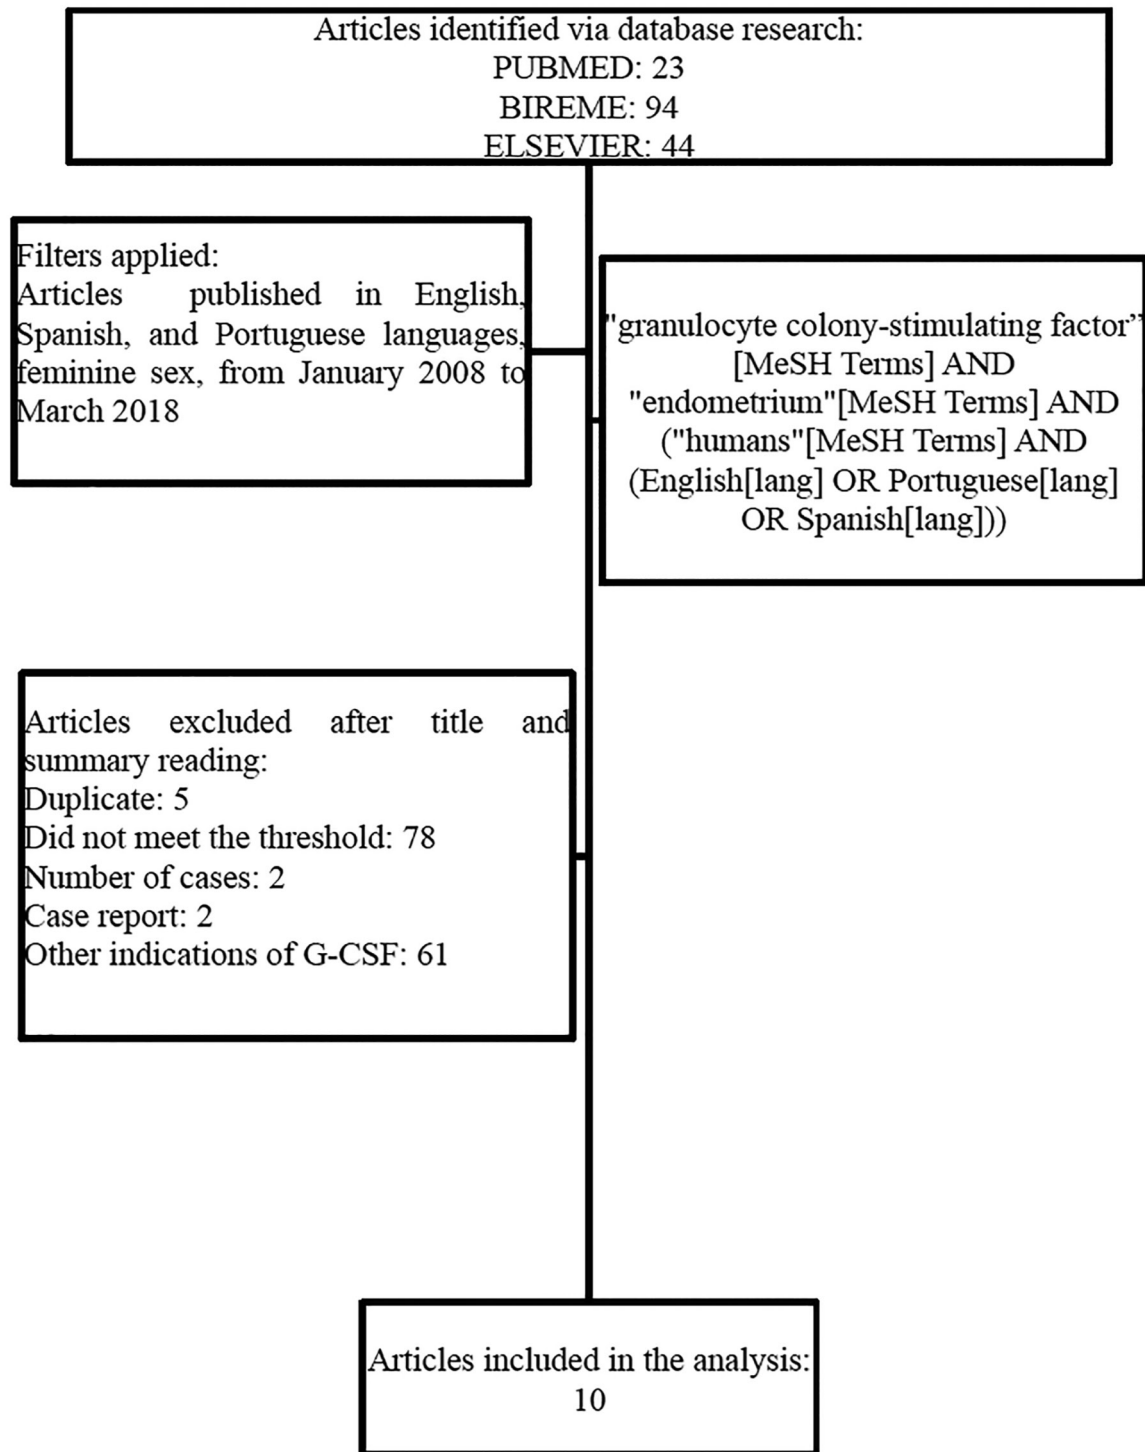 Articles identified via database research:
PUBMED: 23
BIREME: 94
ELSEVIER: 44
Filters applied:
Articles published in English,
Spanish, and Portuguese languages,
feminine sex, from January 2008 to
March 2018
"granulocyte colony-stimulating factor”
[MeSH Terms] AND
"endometrium"[MeSH Terms] AND
("humans"[MeSH Terms] AND
(English[lang] OR Portuguese[lang]
OR Spanish[lang]))
Articles excluded after title and
summary reading:
Duplicate: 5
Did not meet the threshold: 78
Number of cases: 2
Case report: 2
Other indications of G-CSF: 61
Articles included in the analysis:
10